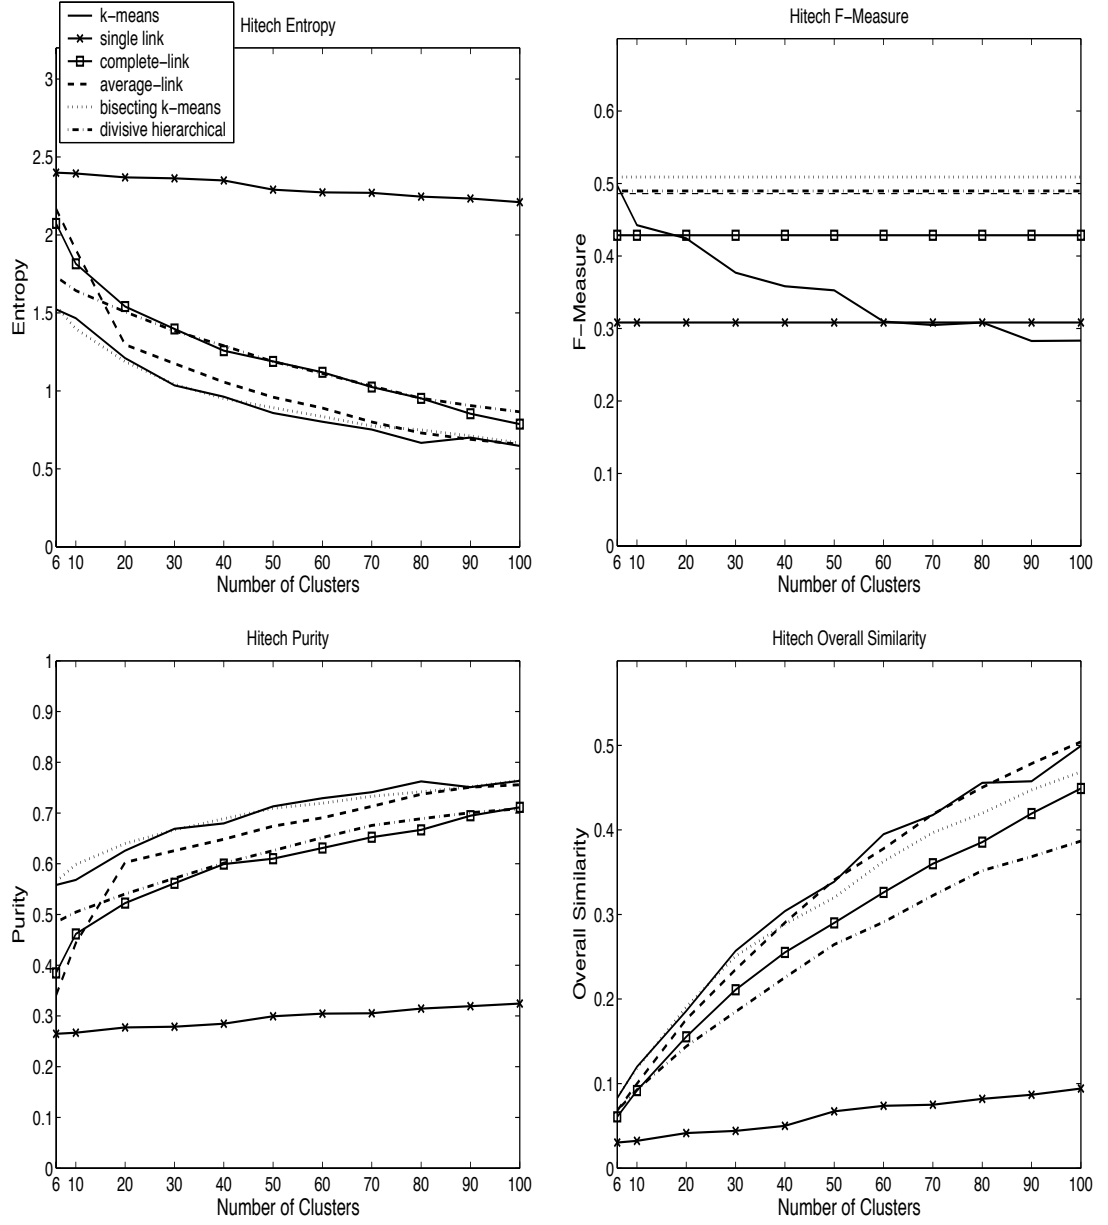 k−means
single link
complete−link
average−link
bisecting k−means
divisive hierarchical
Hitech Entropy
3
2.5
2
1.5
1
0.5
0
Entropy
6 10 20 30 40 50 60 70 80 90 100
Number of Clusters
Hitech F−Measure
0.6
0.5
0.4
0.3
0.2
0.1
0
F−Measure
6 10 20 30 40 50 60 70 80 90 100
Number of Clusters
Hitech Purity
1
0.9
0.8
0.7
0.6
0.5
0.4
0.3
0.2
0.1
0
Purity
6 10 20 30 40 50 60 70 80 90 100
Number of Clusters
Hitech Overall Similarity
0.5
0.4
0.3
0.2
0.1
0
Overall Similarity
6 10 20 30 40 50 60 70 80 90 100
Number of Clusters